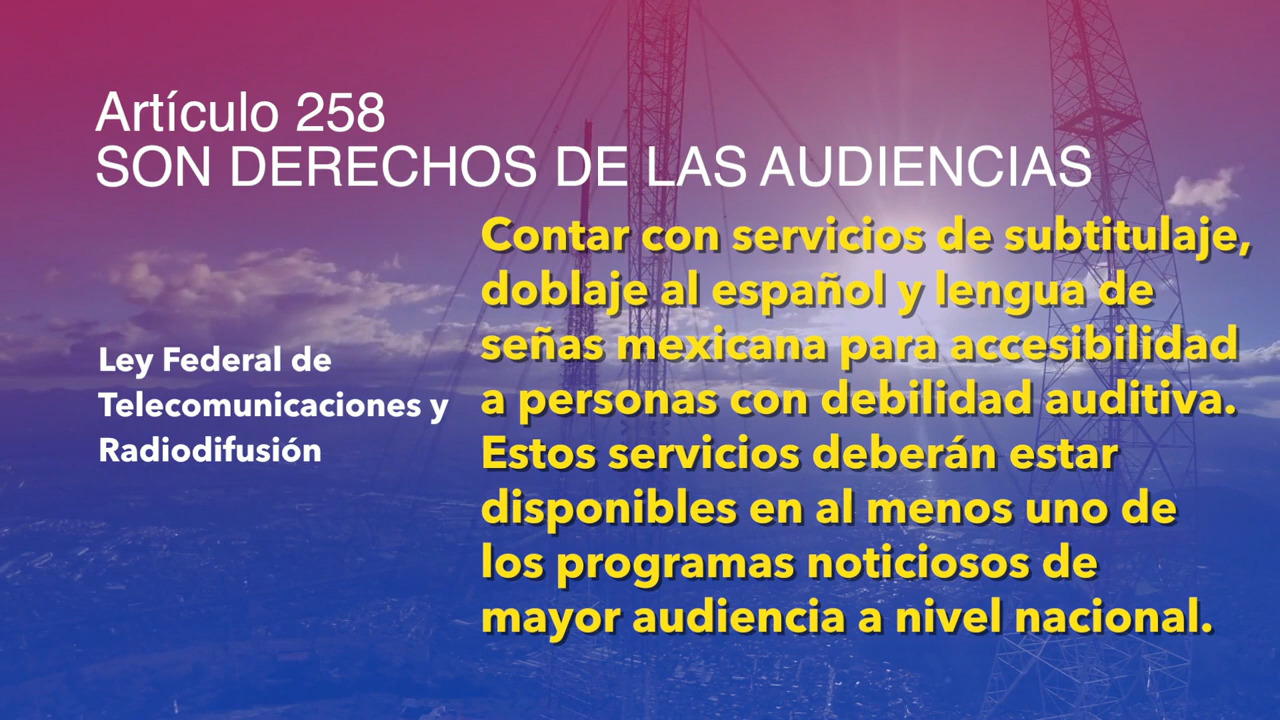 Artículo 258
SON DERECHOS DE LAS AUDIENCIAS
Ley Federal de
Telecomunicaciones y
Radiodifusión
Contar con servicios de subtitulaje,
doblaje al español y lengua de
señas mexicana para accesibilidad
a personas con debilidad auditiva.
Estos servicios deberán estar
disponibles en al menos uno de
los programas noticiosos de
mayor audiencia a nivel nacional.